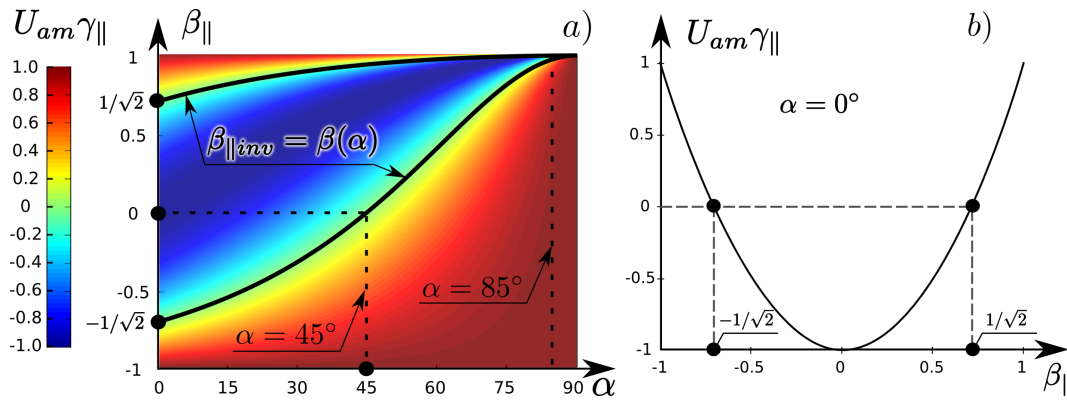 U_{am}γ_∥
β_∥
a)
1.0
0.8
0.6
0.4
0.2
0.0
-0.2
-0.4
-0.6
-0.8
-1.0
1
1/√2
0.5
0
-0.5
−1/√2
-1
β_{∥inv} = β(α)
α = 45°
α = 85°
0 15 30 45 60 75 90
α
U_{am}γ_∥
b)
α = 0°
1
0.5
0
-0.5
-1
−1/√2
1/√2
-1 -0.5 0 0.5 1
β_|